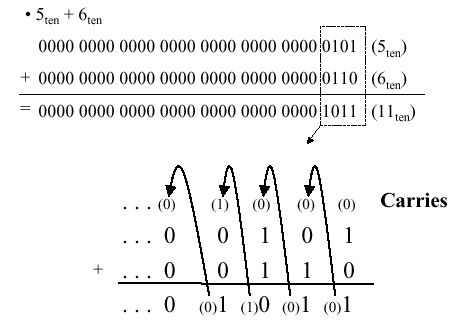 • 5ten + 6ten
0000 0000 0000 0000 0000 0000 0000 0101 (5ten)
+ 0000 0000 0000 0000 0000 0000 0000 0110 (6ten)
= 0000 0000 0000 0000 0000 0000 0000 1011 (11ten)
. . . (0) (1) (0) (0) (0) Carries
. . . 0 0 1 0 1
+ . . . 0 0 1 1 0
. . . 0 (0)1 (1)0 (0)1 (0)1